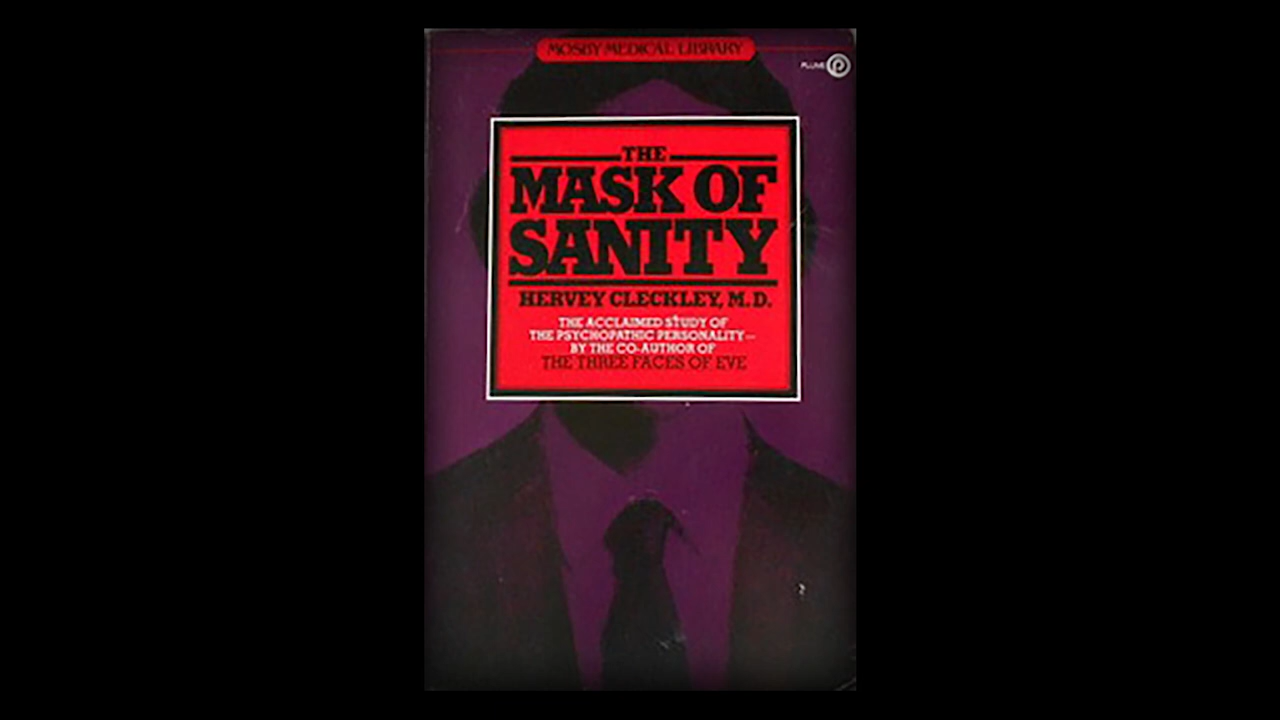 MOSBY MEDICAL LIBRARY
PLUME
THE
MASK OF
SANITY
HERVEY CLECKLEY, M.D.
THE ACCLAIMED STUDY OF
THE PSYCHOPATHIC PERSONALITY—
BY THE CO-AUTHOR OF
THE THREE FACES OF EVE